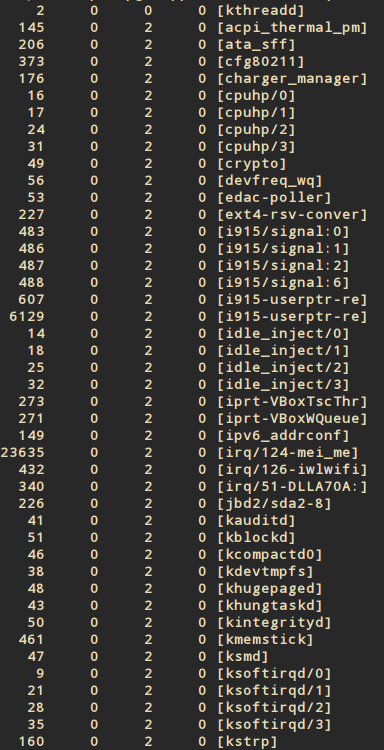 2 0 0 0 [kthreadd]
145 0 2 0 [acpi_thermal_pm]
206 0 2 0 [ata_sff]
373 0 2 0 [cfg80211]
176 0 2 0 [charger_manager]
16 0 2 0 [cpuhp/0]
17 0 2 0 [cpuhp/1]
24 0 2 0 [cpuhp/2]
31 0 2 0 [cpuhp/3]
49 0 2 0 [crypto]
56 0 2 0 [devfreq_wq]
53 0 2 0 [edac-poller]
227 0 2 0 [ext4-rsv-conver]
483 0 2 0 [i915/signal:0]
486 0 2 0 [i915/signal:1]
487 0 2 0 [i915/signal:2]
488 0 2 0 [i915/signal:6]
607 0 2 0 [i915-userptr-re]
6129 0 2 0 [i915-userptr-re]
14 0 2 0 [idle_inject/0]
18 0 2 0 [idle_inject/1]
25 0 2 0 [idle_inject/2]
32 0 2 0 [idle_inject/3]
273 0 2 0 [iprt-VBoxTscThr]
271 0 2 0 [iprt-VBoxWQueue]
149 0 2 0 [ipv6_addrconf]
23635 0 2 0 [irq/124-mei_me]
432 0 2 0 [irq/126-iwlwifi]
340 0 2 0 [irq/51-DLLA70A:]
226 0 2 0 [jbd2/sda2-8]
41 0 2 0 [kauditd]
51 0 2 0 [kblockd]
46 0 2 0 [kcompactd0]
38 0 2 0 [kdevtmpfs]
48 0 2 0 [khugepaged]
43 0 2 0 [khungtaskd]
50 0 2 0 [kintegrityd]
461 0 2 0 [kmemstick]
47 0 2 0 [ksmd]
9 0 2 0 [ksoftirqd/0]
21 0 2 0 [ksoftirqd/1]
28 0 2 0 [ksoftirqd/2]
35 0 2 0 [ksoftirqd/3]
160 0 2 0 [kstrp]